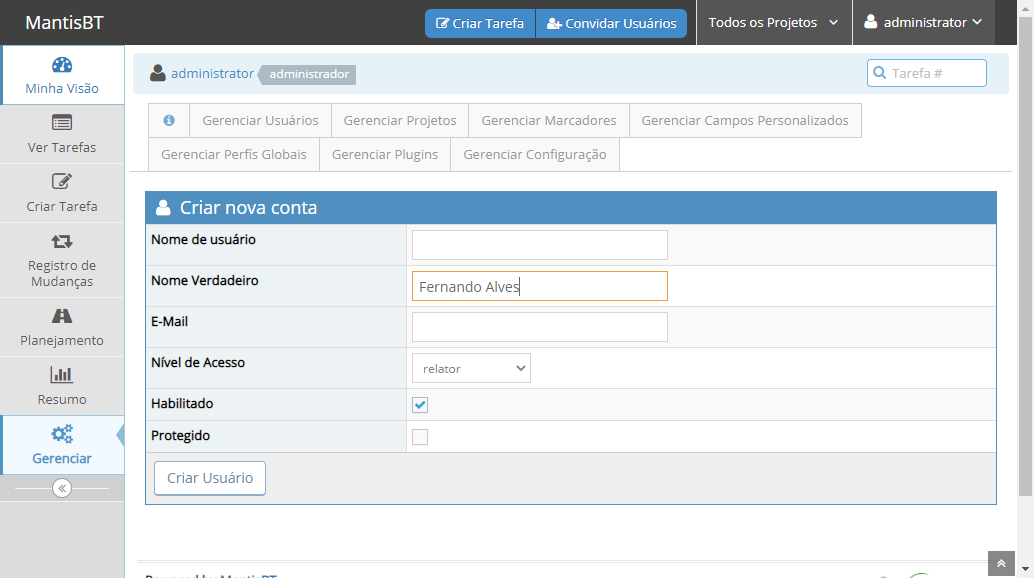 MantisBT
Criar Tarefa
Convidar Usuários
Todos os Projetos
administrator
Minha Visão
Ver Tarefas
Criar Tarefa
Registro de
Mudanças
Planejamento
Resumo
Gerenciar
administrator administrador
Tarefa #
Gerenciar Usuários
Gerenciar Projetos
Gerenciar Marcadores
Gerenciar Campos Personalizados
Gerenciar Perfís Globais
Gerenciar Plugins
Gerenciar Configuração
Criar nova conta
Nome de usuário
Nome Verdadeiro
Fernando Alves
E-Mail
Nível de Acesso
relator
Habilitado
Protegido
Criar Usuário
Powered by MantisBT